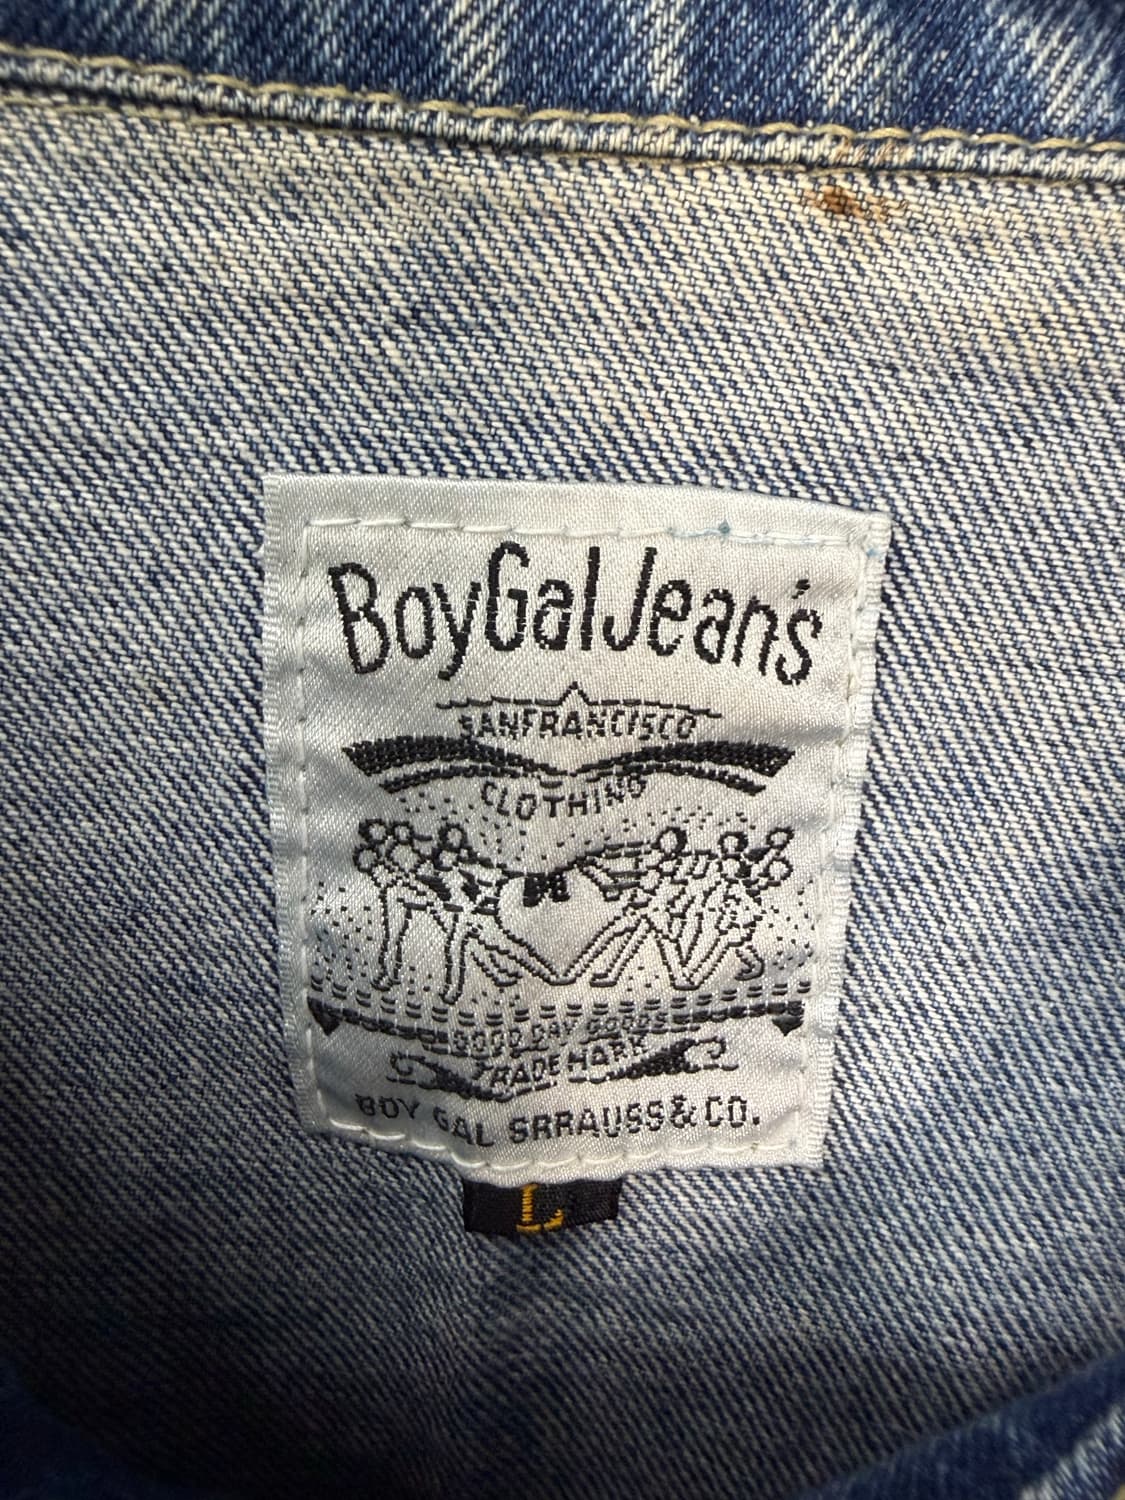 BoyGalJean's
SANFRANCISCO
CLOTHING
GOOD DAY GOODS
TRADE MARK
BOY GAL SRRAUSS & CO.
L